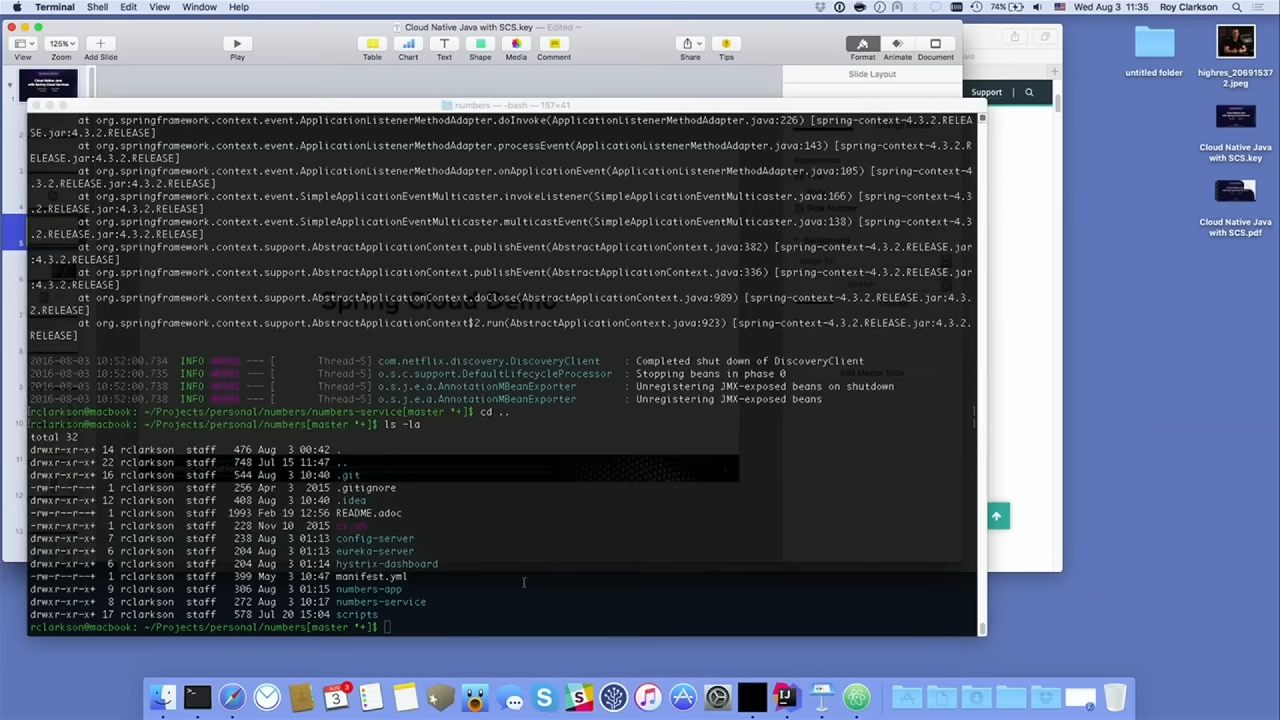 Terminal Shell Edit View Window Help
74% Wed Aug 3 11:35 Roy Clarkson
Cloud Native Java with SCS.key — Edited
125%
View Zoom Add Slide Play Table Chart Text Shape Media Comment Share Tips Format Animate Document
Slide Layout
Support
numbers — -bash — 157×41
at org.springframework.context.event.ApplicationListenerMethodAdapter.doInvoke(ApplicationListenerMethodAdapter.java:226) [spring-context-4.3.2.RELEA
SE.jar:4.3.2.RELEASE]
at org.springframework.context.event.ApplicationListenerMethodAdapter.processEvent(ApplicationListenerMethodAdapter.java:143) [spring-context-4.3.2.R
ELEASE.jar:4.3.2.RELEASE]
at org.springframework.context.event.ApplicationListenerMethodAdapter.onApplicationEvent(ApplicationListenerMethodAdapter.java:105) [spring-context-4
.3.2.RELEASE.jar:4.3.2.RELEASE]
at org.springframework.context.event.SimpleApplicationEventMulticaster.invokeListener(SimpleApplicationEventMulticaster.java:166) [spring-context-4.3
.2.RELEASE.jar:4.3.2.RELEASE]
at org.springframework.context.event.SimpleApplicationEventMulticaster.multicastEvent(SimpleApplicationEventMulticaster.java:138) [spring-context-4.3
.2.RELEASE.jar:4.3.2.RELEASE]
at org.springframework.context.support.AbstractApplicationContext.publishEvent(AbstractApplicationContext.java:382) [spring-context-4.3.2.RELEASE.jar
:4.3.2.RELEASE]
at org.springframework.context.support.AbstractApplicationContext.publishEvent(AbstractApplicationContext.java:336) [spring-context-4.3.2.RELEASE.jar
:4.3.2.RELEASE]
at org.springframework.context.support.AbstractApplicationContext.doClose(AbstractApplicationContext.java:989) [spring-context-4.3.2.RELEASE.jar:4.3.
2.RELEASE]
Spring Cloud Demo
at org.springframework.context.support.AbstractApplicationContext$2.run(AbstractApplicationContext.java:923) [spring-context-4.3.2.RELEASE.jar:4.3.2.
RELEASE]
2016-08-03 10:52:00.734 INFO --- [ Thread-5] com.netflix.discovery.DiscoveryClient : Completed shut down of DiscoveryClient
2016-08-03 10:52:00.735 INFO --- [ Thread-5] o.s.c.support.DefaultLifecycleProcessor : Stopping beans in phase 0
2016-08-03 10:52:00.736 INFO --- [ Thread-5] o.s.j.e.a.AnnotationMBeanExporter : Unregistering JMX-exposed beans on shutdown
2016-08-03 10:52:00.736 INFO --- [ Thread-5] o.s.j.e.a.AnnotationMBeanExporter : Unregistering JMX-exposed beans
Edit Master Slide
rclarkson@macbook: ~/Projects/personal/numbers/numbers-service[master *+]$ cd ..
rclarkson@macbook: ~/Projects/personal/numbers[master *+]$ ls -la
total 32
drwxr-xr-x+ 14 rclarkson staff 476 Aug 3 00:42 .
drwxr-xr-x+ 22 rclarkson staff 748 Jul 15 11:47 ..
drwxr-xr-x+ 16 rclarkson staff 544 Aug 3 10:40 .git
-rw-r--r--+ 1 rclarkson staff 256 Apr 3 2015 .gitignore
drwxr-xr-x+ 12 rclarkson staff 408 Aug 3 10:40 .idea
-rw-r--r--+ 1 rclarkson staff 1993 Feb 19 12:56 README.adoc
-rwxr-xr-x+ 1 rclarkson staff 228 Nov 10 2015
drwxr-xr-x+ 7 rclarkson staff 238 Aug 3 01:13 config-server
drwxr-xr-x+ 6 rclarkson staff 204 Aug 3 01:13 eureka-server
drwxr-xr-x+ 6 rclarkson staff 204 Aug 3 01:14 hystrix-dashboard
-rw-r--r--+ 1 rclarkson staff 399 May 3 10:47 manifest.yml
drwxr-xr-x+ 9 rclarkson staff 306 Aug 3 01:15 numbers-app
drwxr-xr-x+ 8 rclarkson staff 272 Aug 3 10:17 numbers-service
drwxr-xr-x+ 17 rclarkson staff 578 Jul 20 15:04 scripts
rclarkson@macbook: ~/Projects/personal/numbers[master *+]$
untitled folder
highres_20691537
2.jpeg
Cloud Native Java
with SCS.key
Cloud Native Java
with SCS.pdf